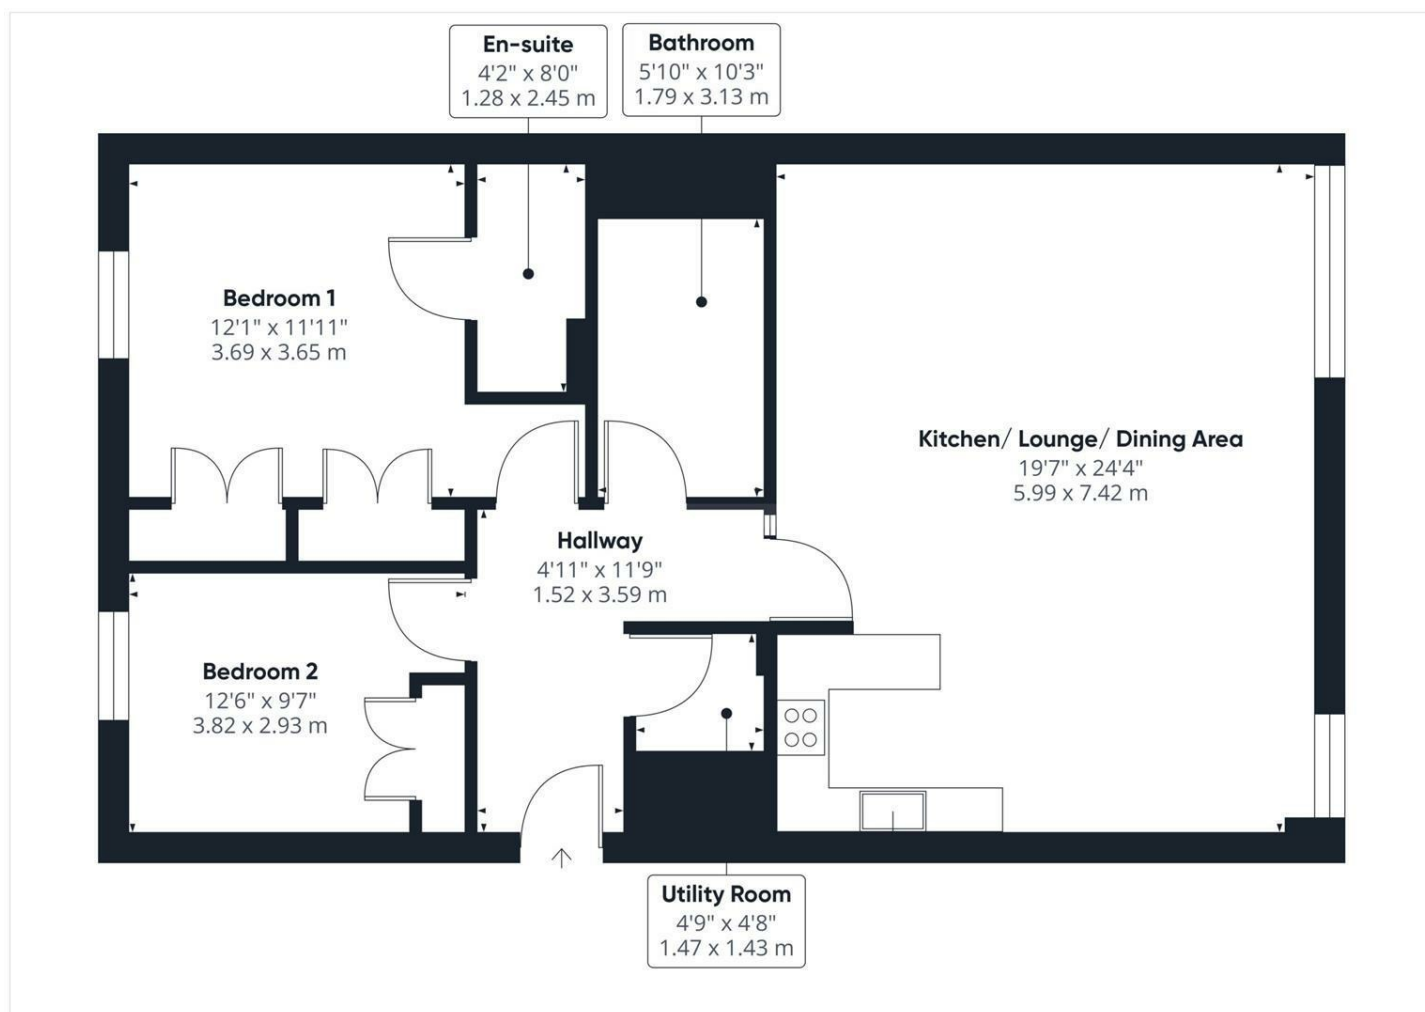 En-suite
4'2" x 8'0"
1.28 x 2.45 m
Bathroom
5'10" x 10'3"
1.79 x 3.13 m
Bedroom 1
12'1" x 11'11"
3.69 x 3.65 m
Kitchen/ Lounge/ Dining Area
19'7" x 24'4"
5.99 x 7.42 m
Hallway
4'11" x 11'9"
1.52 x 3.59 m
Bedroom 2
12'6" x 9'7"
3.82 x 2.93 m
Utility Room
4'9" x 4'8"
1.47 x 1.43 m